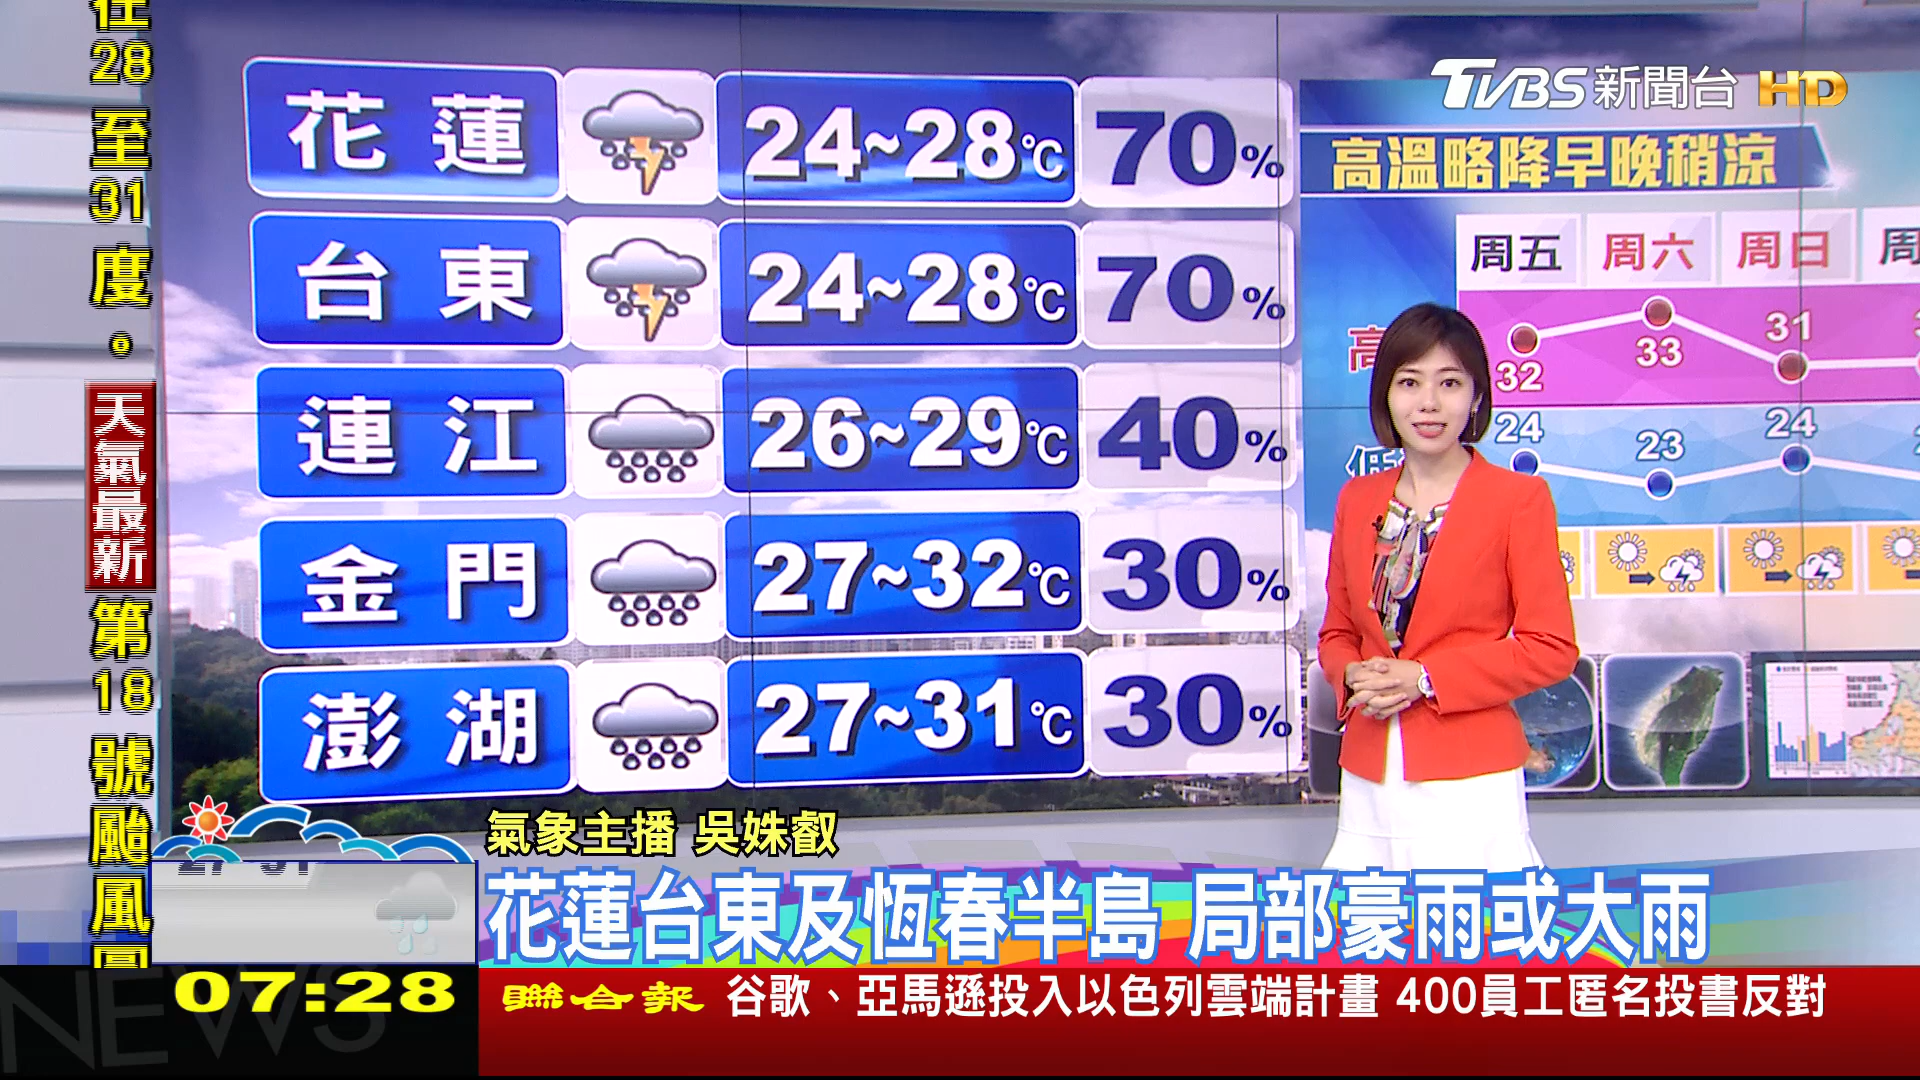 在28至31度。
天氣最新
第18號颱風圓
TVBS新聞台 HD
花蓮 24~28℃ 70%
台東 24~28℃ 70%
連江 26~29℃ 40%
金門 27~32℃ 30%
澎湖 27~31℃ 30%
高溫略降早晚稍涼
周五 周六 周日 周
高
32 33 31
低
24 23 24
氣象主播 吳姝叡
花蓮台東及恆春半島 局部豪雨或大雨
07:28
聯合報 谷歌、亞馬遜投入以色列雲端計畫 400員工匿名投書反對
NEWS